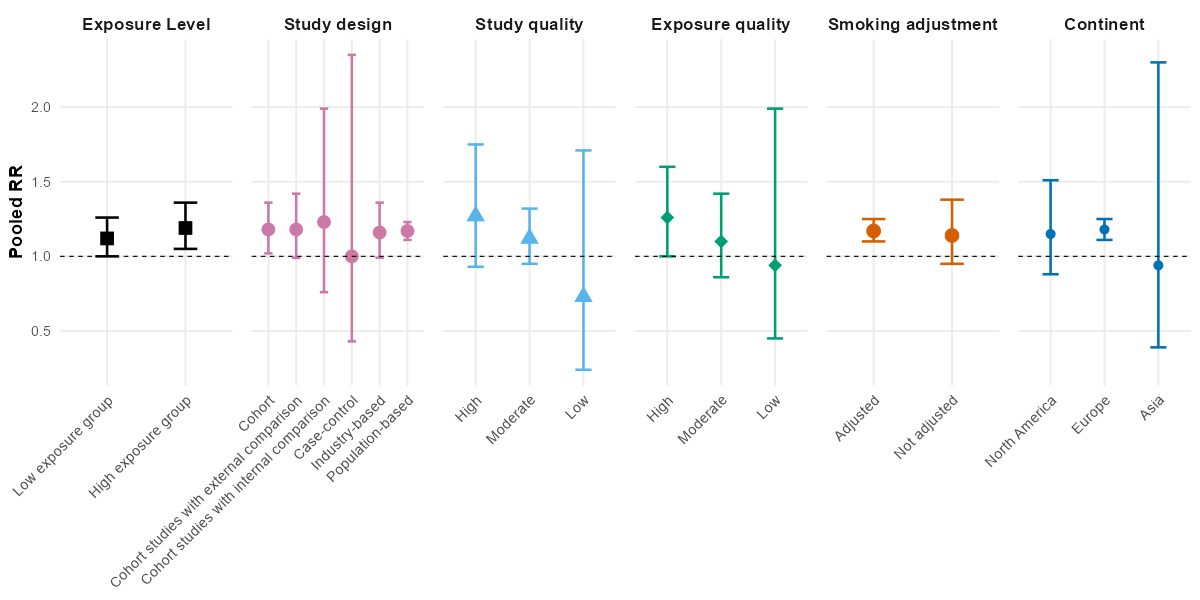 Exposure Level
Study design
Study quality
Exposure quality
Smoking adjustment
Continent
Pooled RR
2.0
1.5
1.0
0.5
Low exposure group
High exposure group
Cohort
Cohort studies with external comparison
Cohort studies with internal comparison
Case-control
Industry-based
Population-based
High
Moderate
Low
High
Moderate
Low
Adjusted
Not adjusted
North America
Europe
Asia